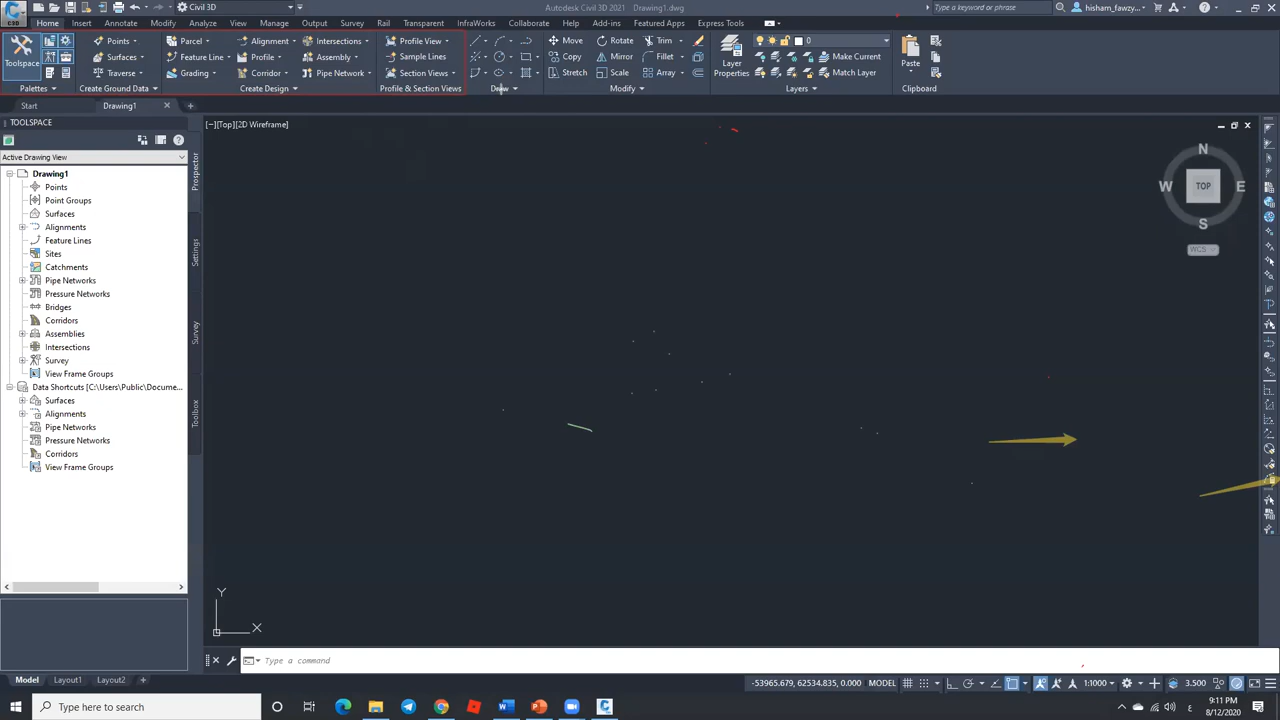 C3D
Civil 3D
Autodesk Civil 3D 2021 Drawing1.dwg
Type a keyword or phrase
hisham_fawzy...
Home Insert Annotate Modify Analyze View Manage Output Survey Rail Transparent InfraWorks Collaborate Help Add-ins Featured Apps Express Tools
Toolspace
Palettes
Points
Surfaces
Traverse
Create Ground Data
Parcel
Feature Line
Grading
Alignment
Profile
Corridor
Intersections
Assembly
Pipe Network
Create Design
Profile View
Sample Lines
Section Views
Profile & Section Views
Draw
Move
Copy
Stretch
Rotate
Mirror
Scale
Trim
Fillet
Array
Modify
Layer
Properties
0
Make Current
Match Layer
Layers
Paste
Clipboard
Start
Drawing1
TOOLSPACE
Active Drawing View
Drawing1
Points
Point Groups
Surfaces
Alignments
Feature Lines
Sites
Catchments
Pipe Networks
Pressure Networks
Bridges
Corridors
Assemblies
Intersections
Survey
View Frame Groups
Data Shortcuts [C:\Users\Public\Docume...
Surfaces
Alignments
Pipe Networks
Pressure Networks
Corridors
View Frame Groups
Prospector
Settings
Survey
Toolbox
[−][Top][2D Wireframe]
N
W TOP E
S
WCS
Y
X
Type a command
Model Layout1 Layout2
-53965.679, 62534.835, 0.000 MODEL
1:1000
3.500
Type here to search
ع
9:11 PM
8/12/2020